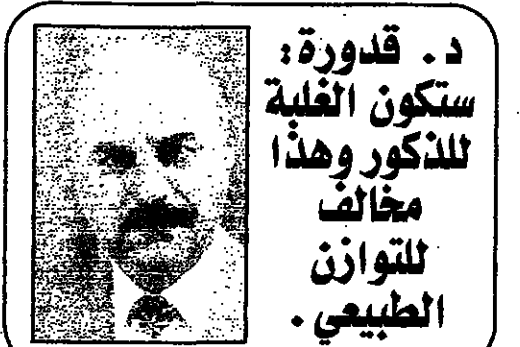 د. قدورة:
ستكون الغلبة
للذكور وهذا
مخالف
للتوازن
الطبيعي.